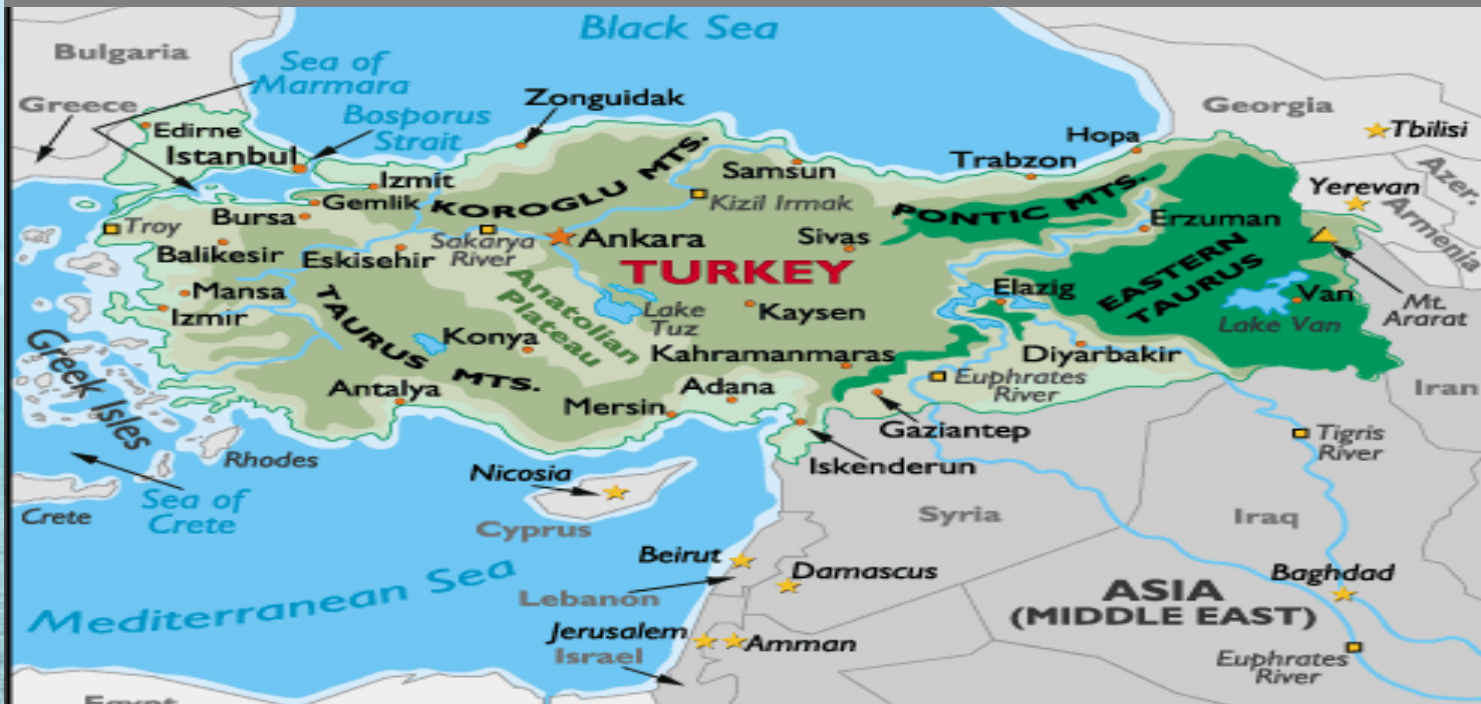 Black Sea
Bulgaria
Sea of
Marmara
Greece
Bosporus
Strait
Zonguidak
Georgia
Tbilisi
Edirne
Istanbul
Hopa
Trabzon
Samsun
Izmit
Gemlik
KOROGLU MTS.
Kizil Irmak
PONTIC MTS.
Yerevan
Azer.
Armenia
Troy
Bursa
Balikesir
Eskisehir
Sakarya
River
Ankara
Sivas
Erzuman
TURKEY
EASTERN
TAURUS
Mansa
Izmir
Anatolian
Plateau
Lake
Tuz
Kaysen
Elazig
Van
Lake Van
Mt.
Ararat
TAURUS MTS.
Konya
Kahramanmaras
Diyarbakir
Greek Isles
Antalya
Mersin
Adana
Euphrates
River
Iran
Gaziantep
Iskenderun
Tigris
River
Rhodes
Nicosia
Crete
Sea of
Crete
Cyprus
Syria
Iraq
Mediterranean Sea
Beirut
Lebanon
Damascus
ASIA
(MIDDLE EAST)
Baghdad
Jerusalem
Israel
Amman
Euphrates
River
Egypt